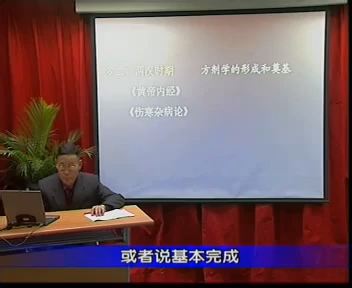 两汉时期 方剂学的形成和奠基
《黄帝内经》
《伤寒杂病论》
或者说基本完成